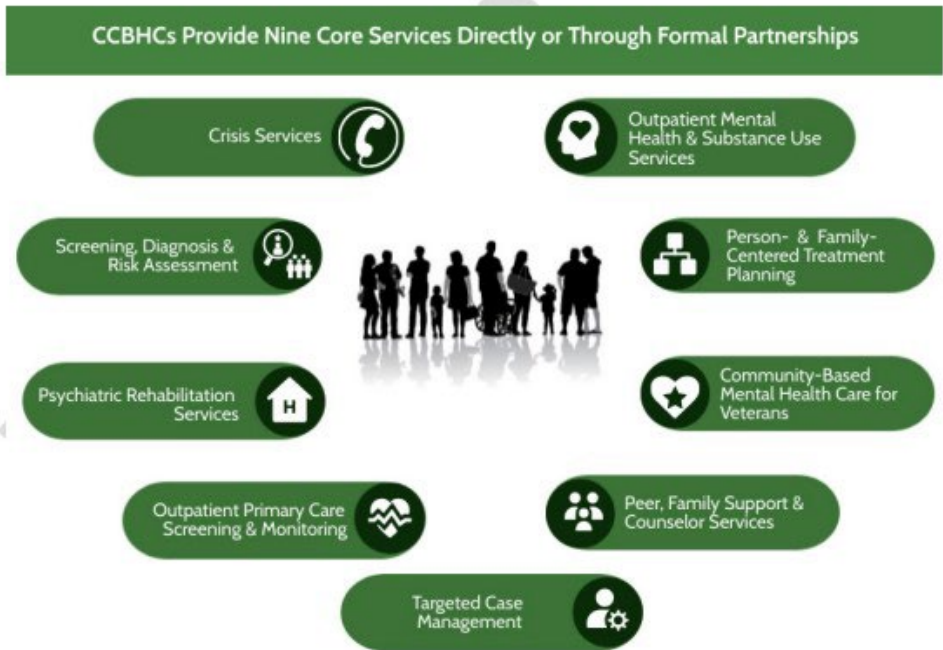 CCBHCs Provide Nine Core Services Directly or Through Formal Partnerships
Crisis Services
Outpatient Mental
Health & Substance Use
Services
Screening, Diagnosis &
Risk Assessment
Person- & Family-
Centered Treatment
Planning
Psychiatric Rehabilitation
Services
H
Community-Based
Mental Health Care for
Veterans
Outpatient Primary Care
Screening & Monitoring
Peer, Family Support &
Counselor Services
Targeted Case
Management